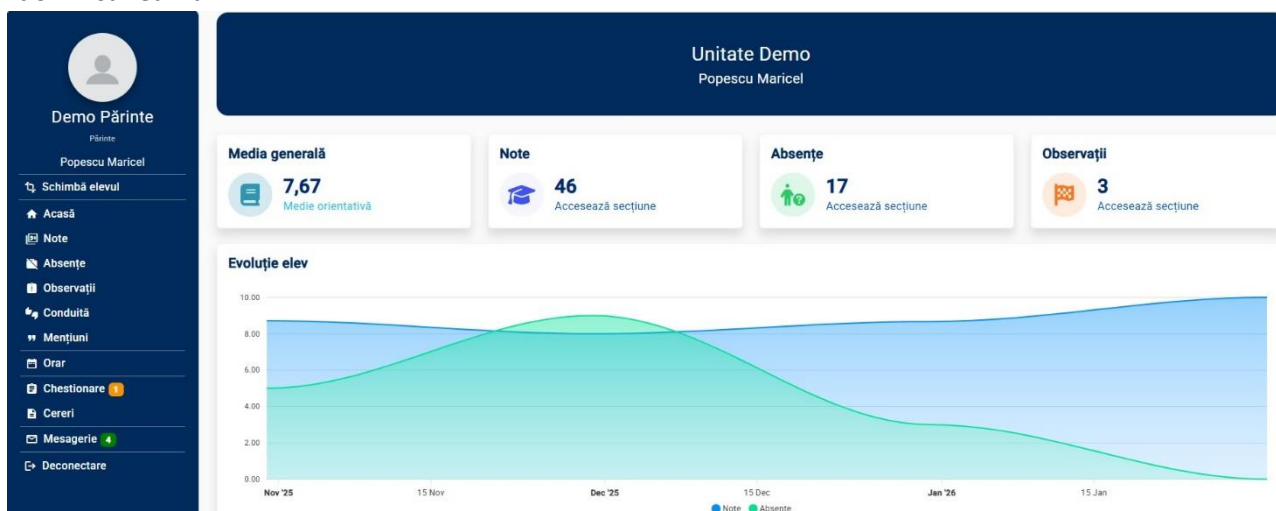 Demo Părinte
Părinte
Popescu Maricel
Schimbă elevul
Acasă
Note
Absențe
Observații
Conduită
Mențiuni
Orar
Chestionare 1
Cereri
Mesagerie 4
Deconectare
Unitate Demo
Popescu Maricel
Media generală
7,67
Medie orientativă
Note
46
Accesează secțiune
Absențe
17
Accesează secțiune
Observații
3
Accesează secțiune
Evoluție elev
10.00
8.00
6.00
4.00
2.00
0.00
Nov '25 15 Nov Dec '25 15 Dec Jan '26 15 Jan
Note Absente